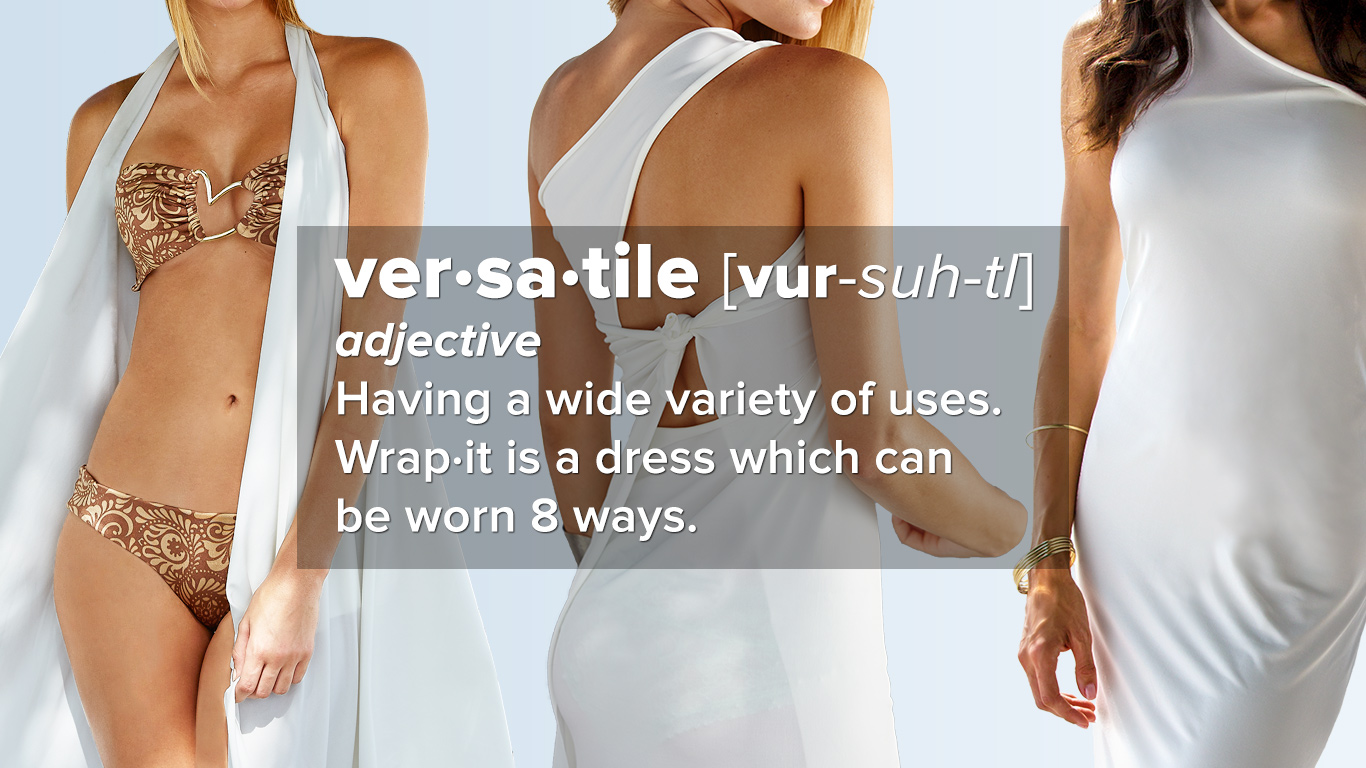 ver·sa·tile [vur-suh-tl]
adjective
Having a wide variety of uses.
Wrap·it is a dress which can
be worn 8 ways.